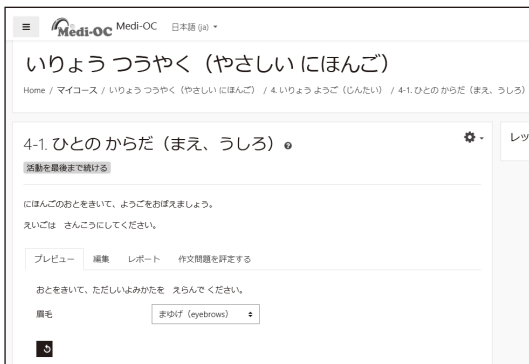 Medi-OC Medi-OC 日本語 (ja)
いりょう つうやく（やさしい にほんご）
Home / マイコース / いりょう つうやく（やさしい にほんご） / 4. いりょう ようご（じんたい） / 4-1. ひとの からだ（まえ、うしろ）
4-1. ひとの からだ（まえ、うしろ）
レッ
活動を最後まで続ける
にほんごのおとをきいて、ようごをおぼえましょう。
えいごは さんこうにしてください。
プレビュー 編集 レポート 作文問題を評定する
おとをきいて、ただしいよみかたを えらんで ください。
眉毛 まゆげ（eyebrows）